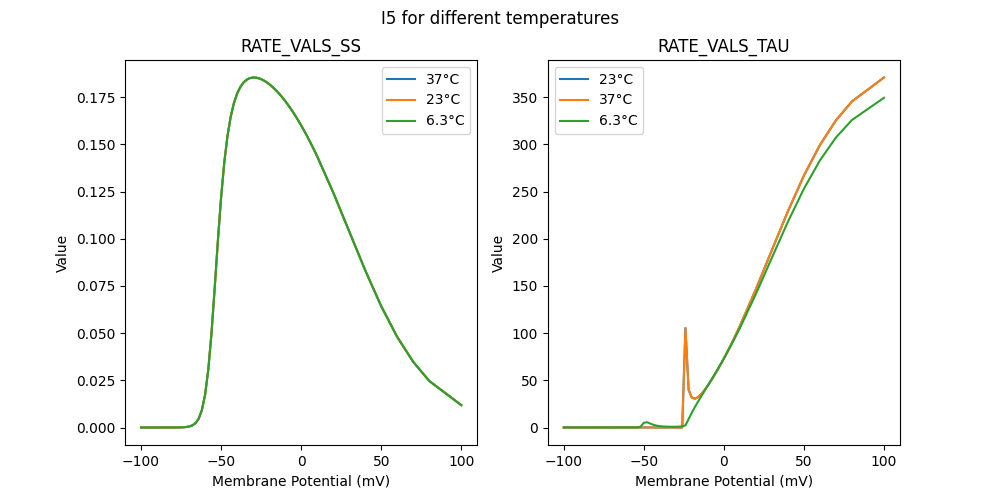 I5 for different temperatures
RATE_VALS_SS
RATE_VALS_TAU
37°C
23°C
6.3°C
23°C
37°C
6.3°C
0.175
0.150
0.125
0.100
0.075
0.050
0.025
0.000
Value
−100
−50
0
50
100
Membrane Potential (mV)
350
300
250
200
150
100
50
0
Value
−100
−50
0
50
100
Membrane Potential (mV)